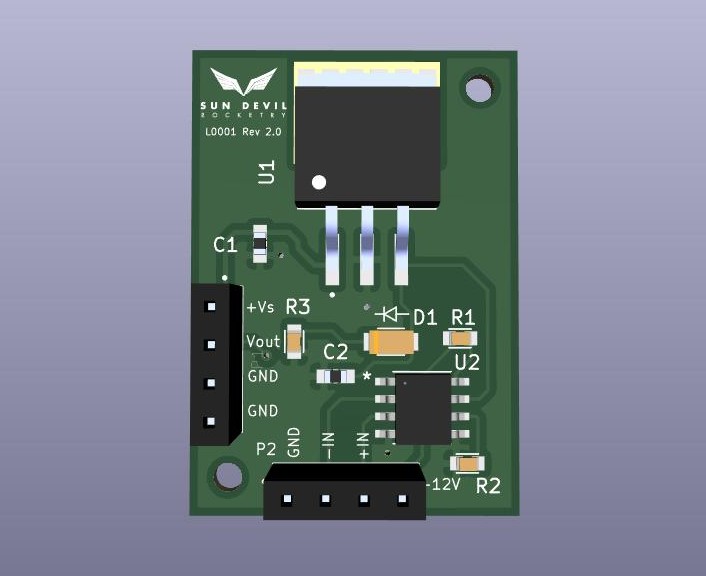 SUN DEVIL
ROCKETRY
L0001 Rev 2.0
U1
C1
+Vs
R3
D1
R1
Vout
P1
C2
*
U2
GND
GND
P2
GND
-IN
+IN
-12V
R2